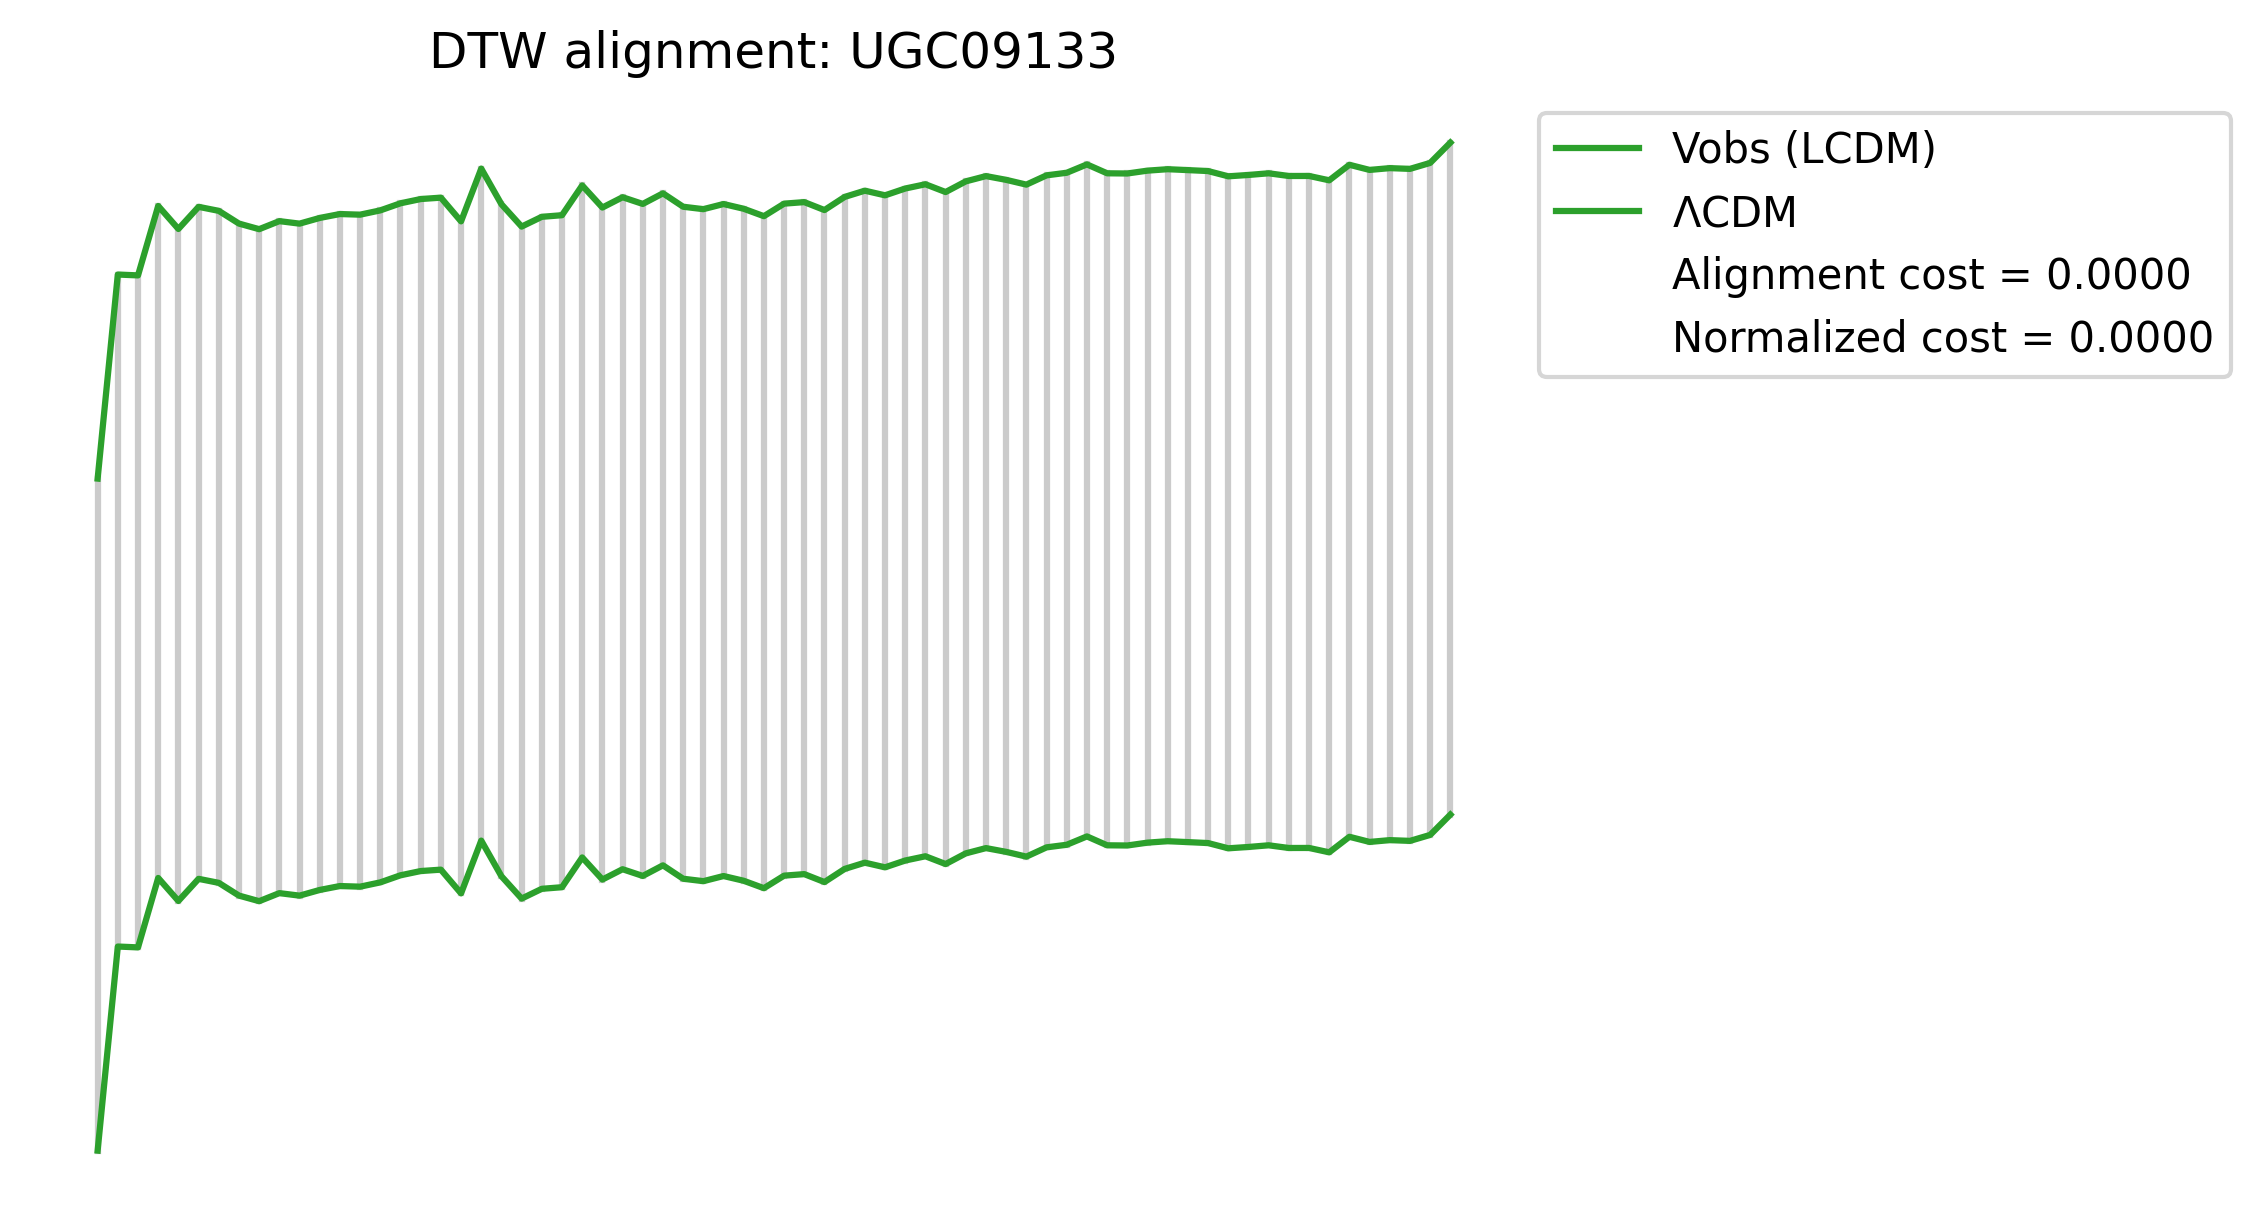 DTW alignment: UGC09133
Vobs (LCDM)
ΛCDM
Alignment cost = 0.0000
Normalized cost = 0.0000